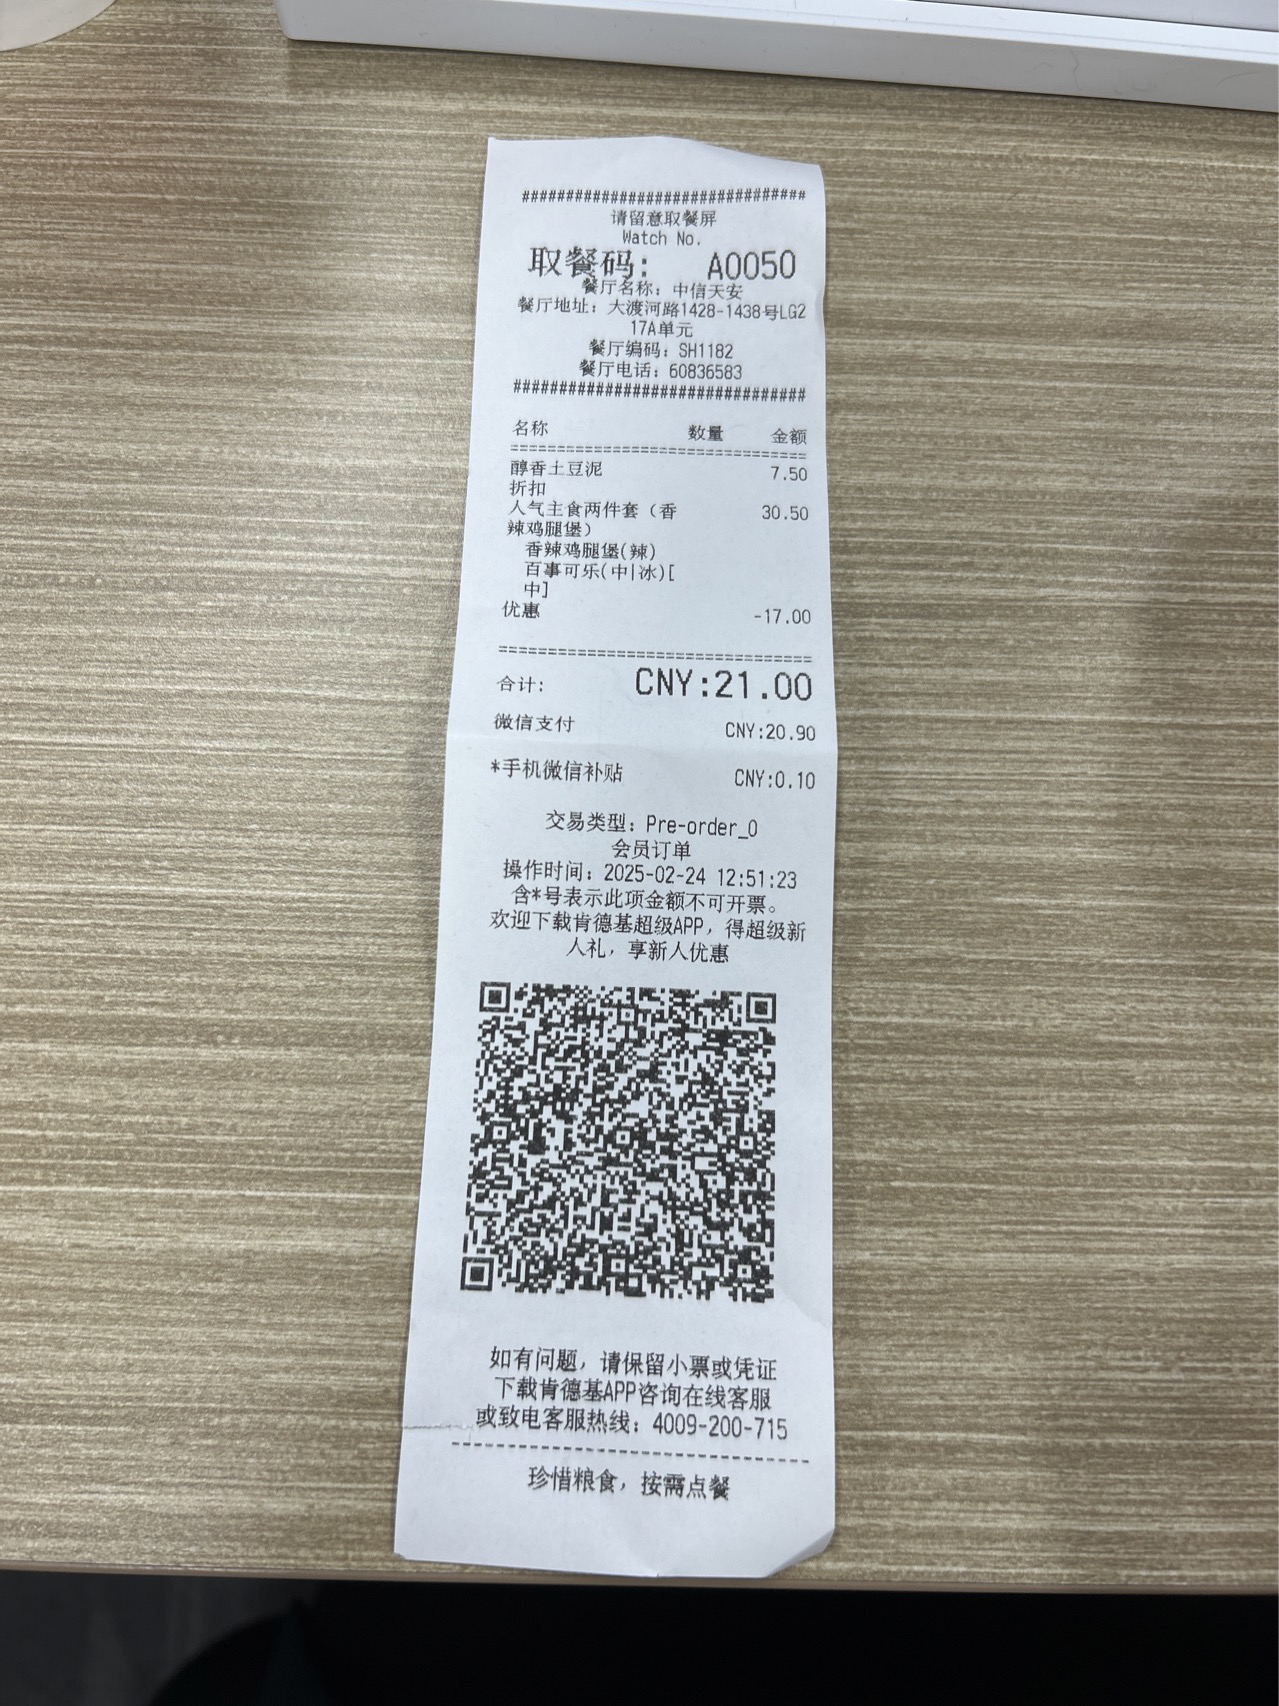 ################################
请留意取餐屏
Watch No.
取餐码： A0050
餐厅名称：中信天安
餐厅地址：大渡河路1428-1438号LG2
17A单元
餐厅编码：SH1182
餐厅电话：60836583
################################
名称 数量 金额
========================================
醇香土豆泥 7.50
折扣
人气主食两件套（香 30.50
辣鸡腿堡）
香辣鸡腿堡(辣)
百事可乐(中|冰)[
中]
优惠 -17.00
========================================
合计: CNY:21.00
微信支付 CNY:20.90
*手机微信补贴 CNY:0.10
交易类型：Pre-order_0
会员订单
操作时间：2025-02-24 12:51:23
含*号表示此项金额不可开票。
欢迎下载肯德基超级APP，得超级新
人礼，享新人优惠
如有问题，请保留小票或凭证
下载肯德基APP咨询在线客服
或致电客服热线：4009-200-715
----------------------------------------
珍惜粮食，按需点餐